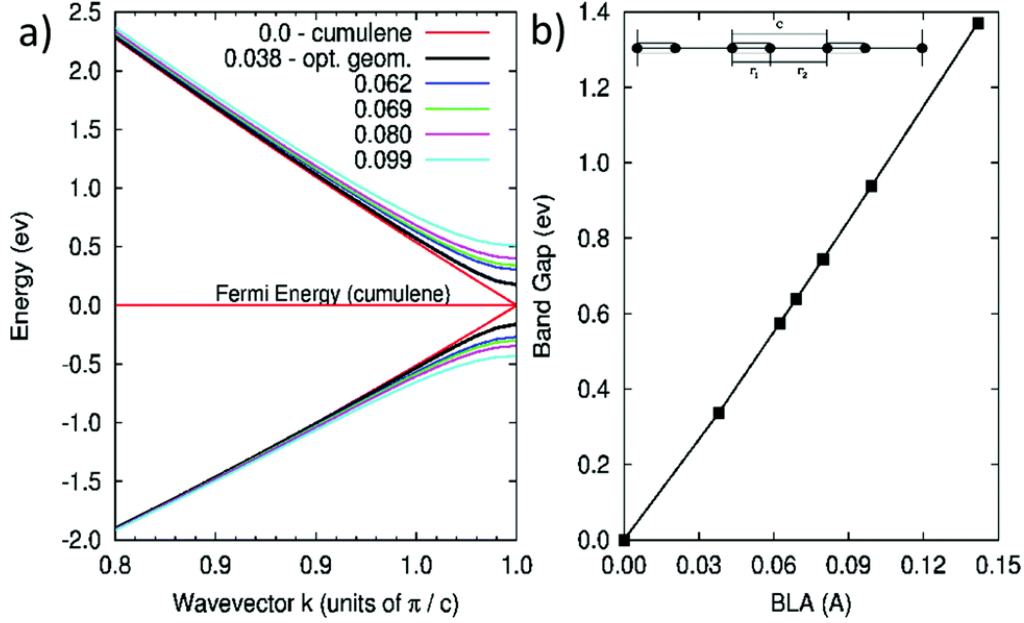 a)
2.5
2.0
1.5
1.0
0.5
0.0
-0.5
-1.0
-1.5
-2.0
Energy (ev)
0.0 - cumulene
0.038 - opt. geom.
0.062
0.069
0.080
0.099
Fermi Energy (cumulene)
0.8
0.9
0.9
1.0
1.0
Wavevector k (units of π / c)
b)
1.4
1.2
1.0
0.8
0.6
0.4
0.2
0.0
Band Gap (ev)
c
r1
r2
0.00
0.03
0.06
0.09
0.12
0.15
BLA (A)